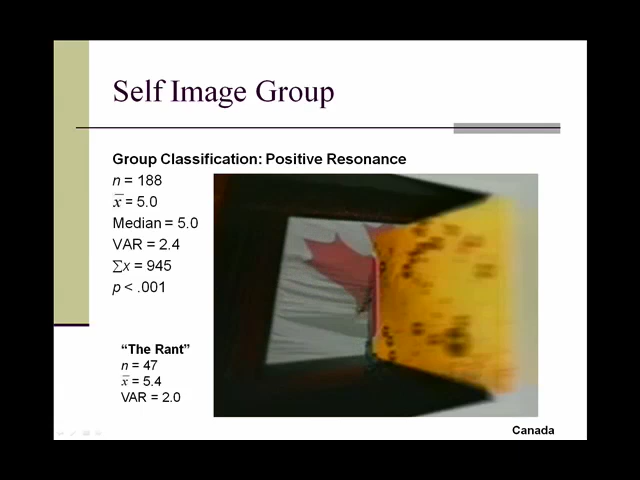 Self Image Group
Group Classification: Positive Resonance
n = 188
x̅ = 5.0
Median = 5.0
VAR = 2.4
∑x = 945
p < .001
“The Rant”
n = 47
x̅ = 5.4
VAR = 2.0
Canada